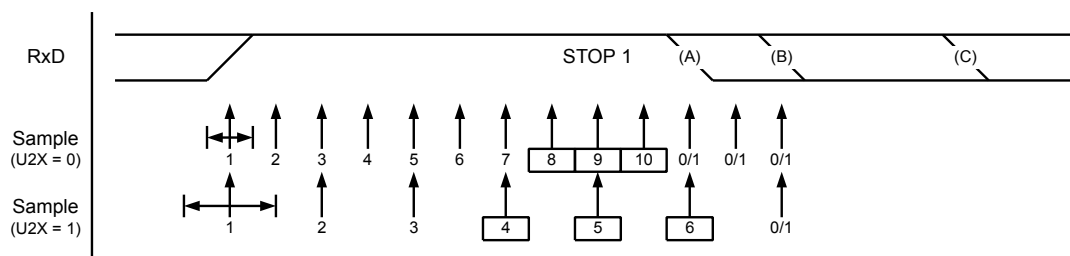 RxD STOP 1 (A) (B) (C)
Sample
(U2X = 0) 1 2 3 4 5 6 7 8 9 10 0/1 0/1 0/1
Sample
(U2X = 1) 1 2 3 4 5 6 0/1